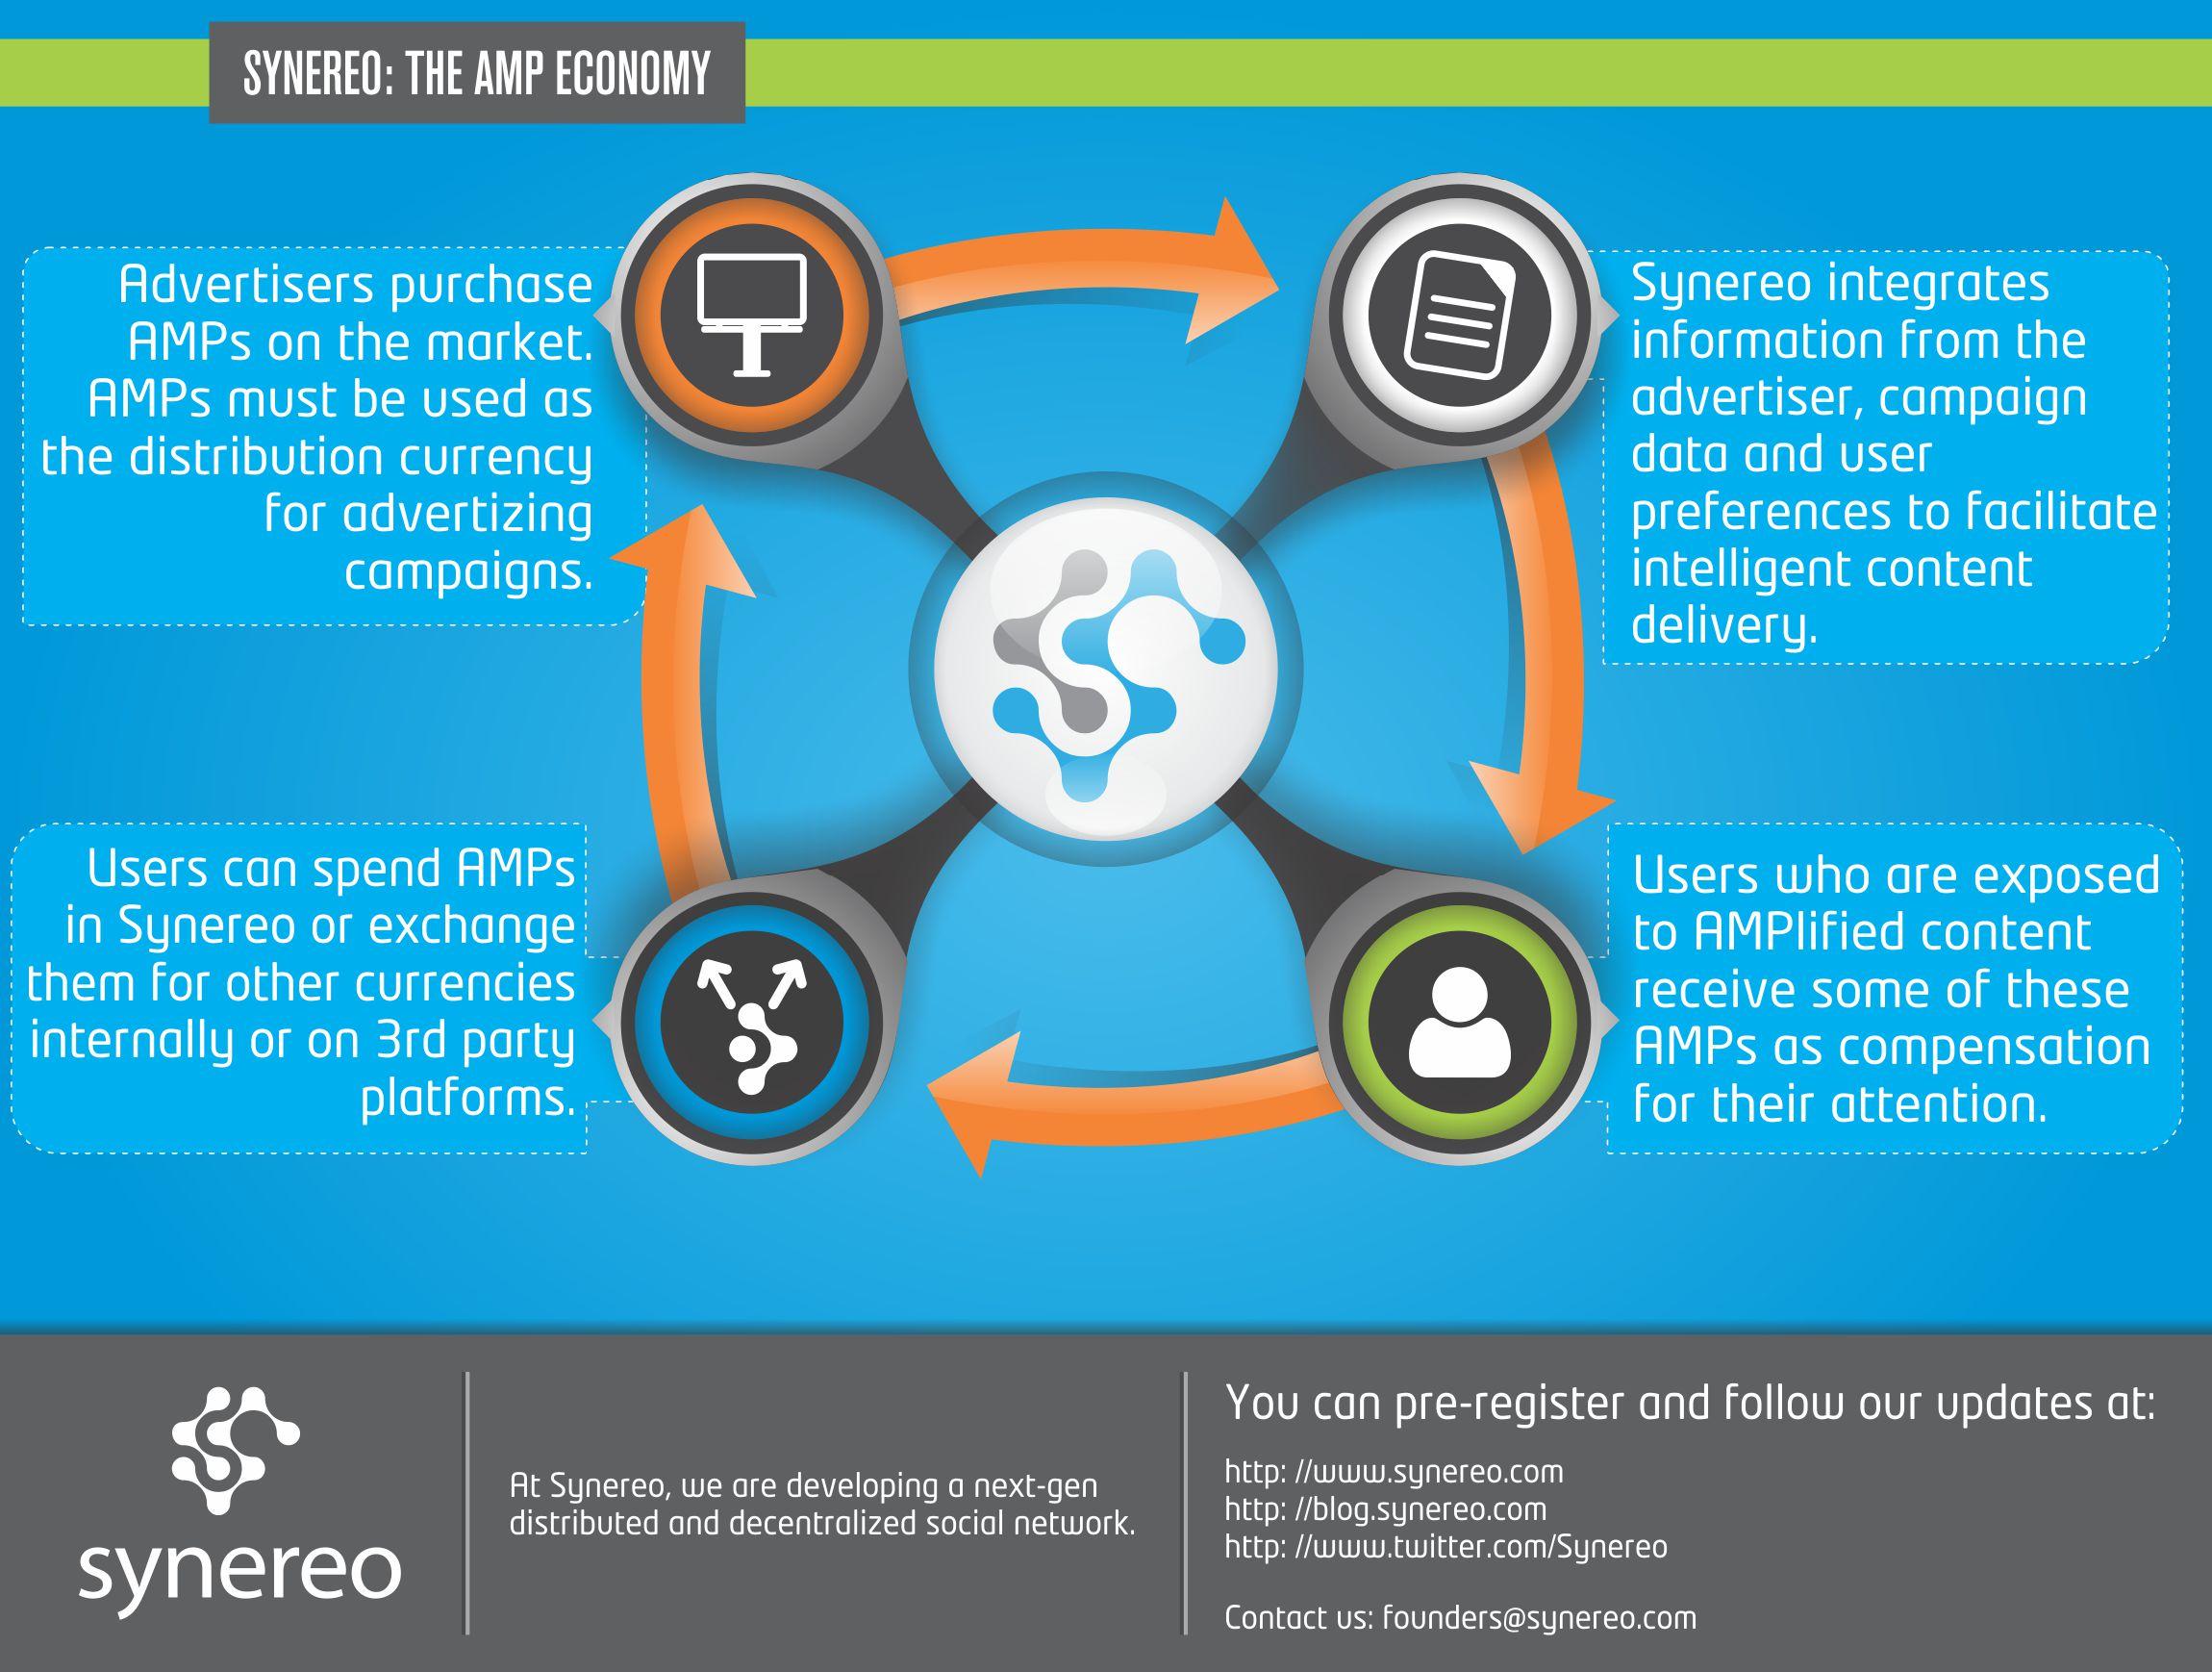 SYNEREO: THE AMP ECONOMY
Advertisers purchase
AMPs on the market.
AMPs must be used as
the distribution currency
for advertizing
campaigns.
Synereo integrates
information from the
advertiser, campaign
data and user
preferences to facilitate
intelligent content
delivery.
Users can spend AMPs
in Synereo or exchange
them for other currencies
internally or on 3rd party
platforms.
Users who are exposed
to AMPlified content
receive some of these
AMPs as compensation
for their attention.
synereo
At Synereo, we are developing a next-gen
distributed and decentralized social network.
You can pre-register and follow our updates at:
http: //www.synereo.com
http: //blog.synereo.com
http: //www.twitter.com/Synereo
Contact us: founders@synereo.com